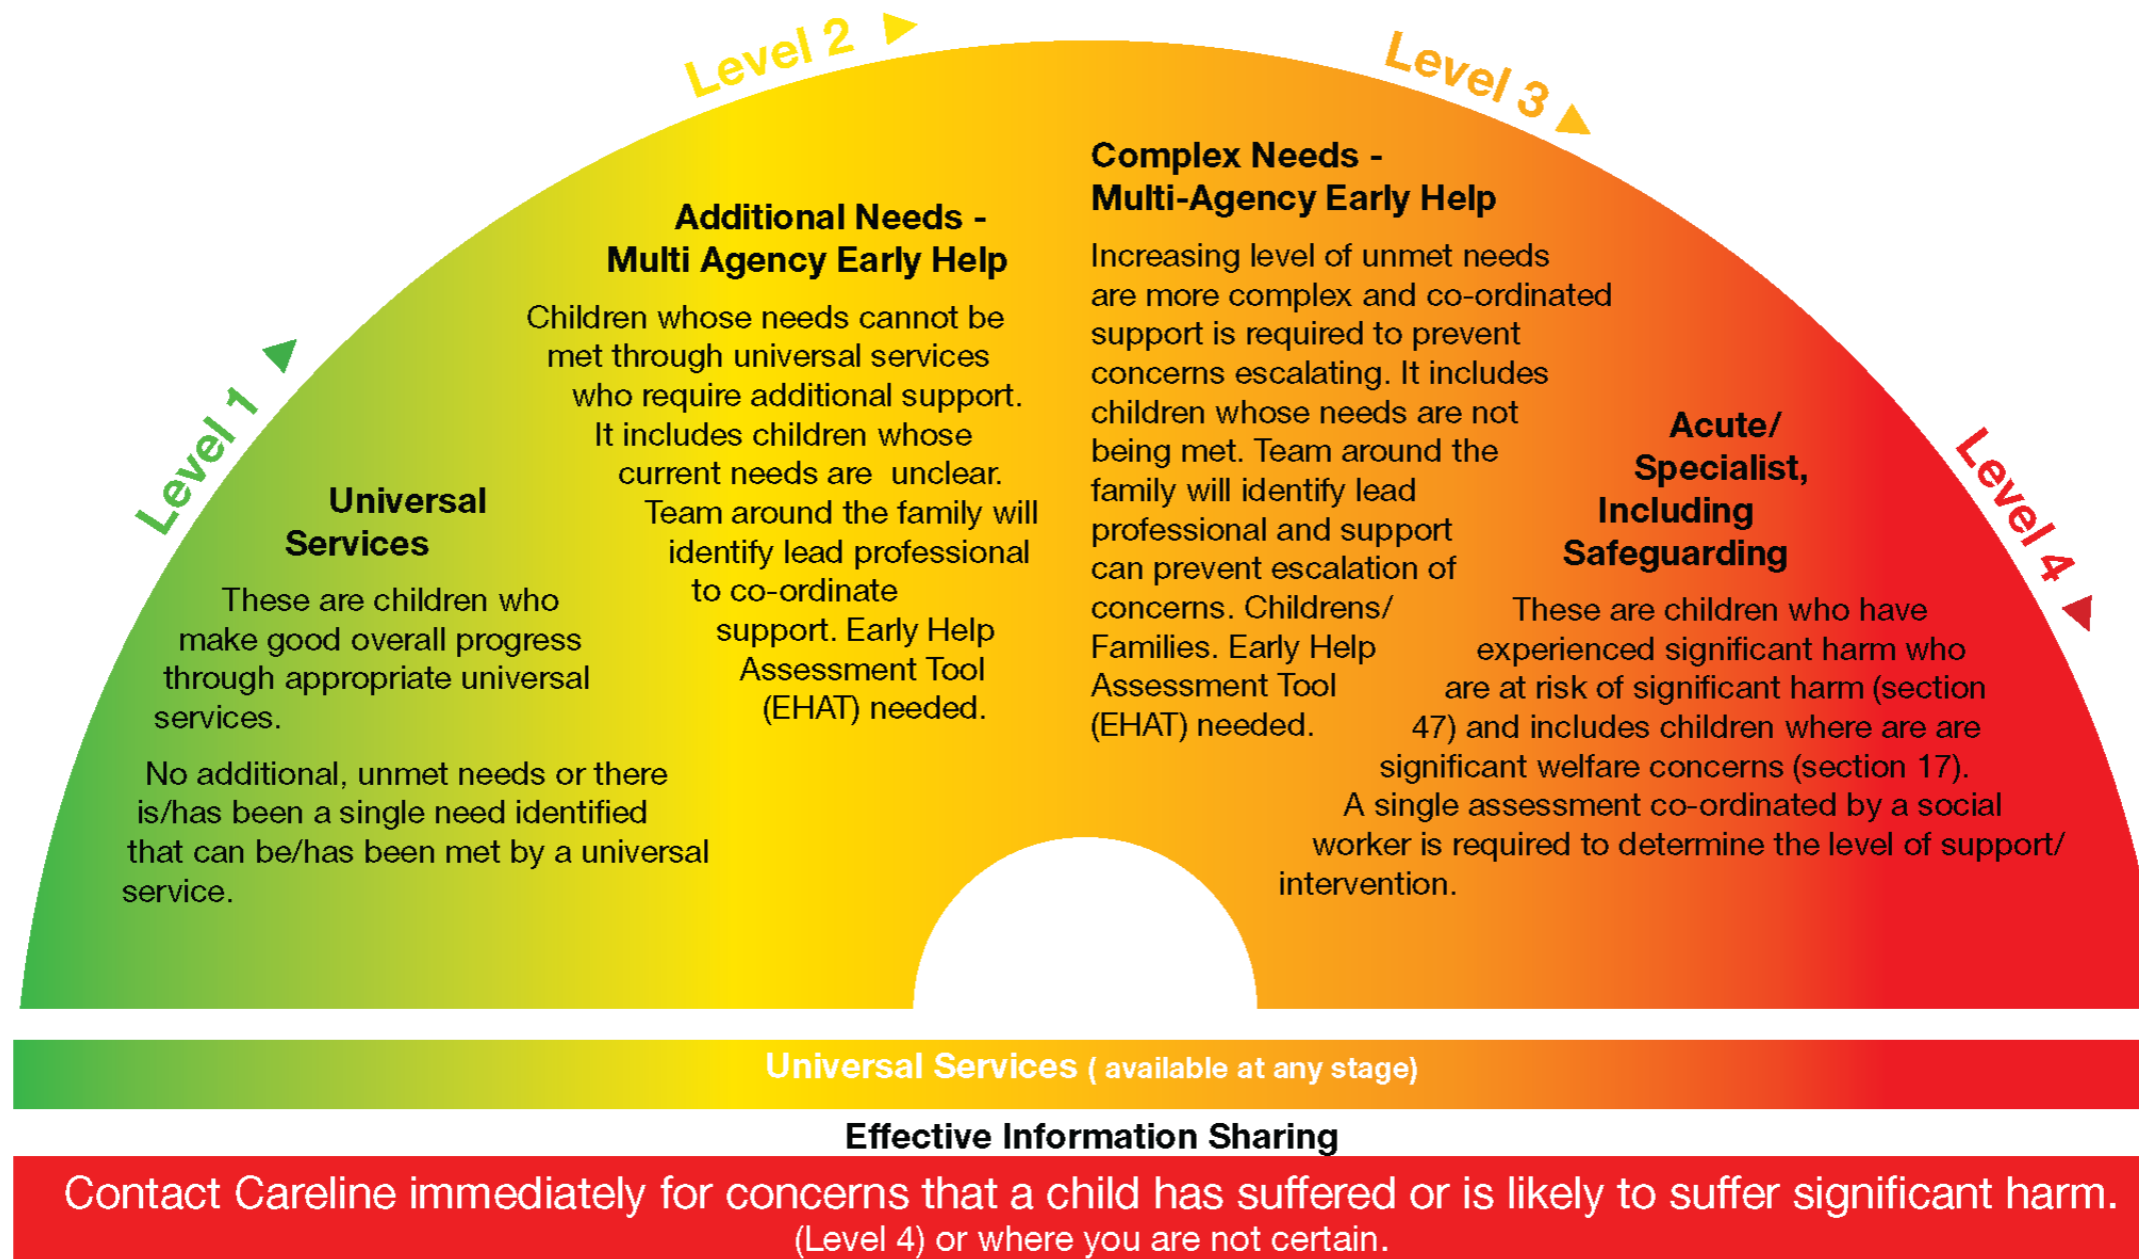 Level 1
Universal
Services
These are children who
make good overall progress
through appropriate universal
services.
No additional, unmet needs or there
is/has been a single need identified
that can be/has been met by a universal
service.
Level 2
Additional Needs -
Multi Agency Early Help
Children whose needs cannot be
met through universal services
who require additional support.
It includes children whose
current needs are  unclear.
Team around the family will
identify lead professional
to co-ordinate
support. Early Help
Assessment Tool
(EHAT) needed.
Level 3
Complex Needs -
Multi-Agency Early Help
Increasing level of unmet needs
are more complex and co-ordinated
support is required to prevent
concerns escalating. It includes
children whose needs are not
being met. Team around the
family will identify lead
professional and support
can prevent escalation of
concerns. Childrens/
Families. Early Help
Assessment Tool
(EHAT) needed.
Level 4
Acute/
Specialist,
Including
Safeguarding
These are children who have
experienced significant harm who
are at risk of significant harm (section
47) and includes children where are are
significant welfare concerns (section 17).
A single assessment co-ordinated by a social
worker is required to determine the level of support/
intervention.
Universal Services ( available at any stage)
Effective Information Sharing
Contact Careline immediately for concerns that a child has suffered or is likely to suffer significant harm.
(Level 4) or where you are not certain.